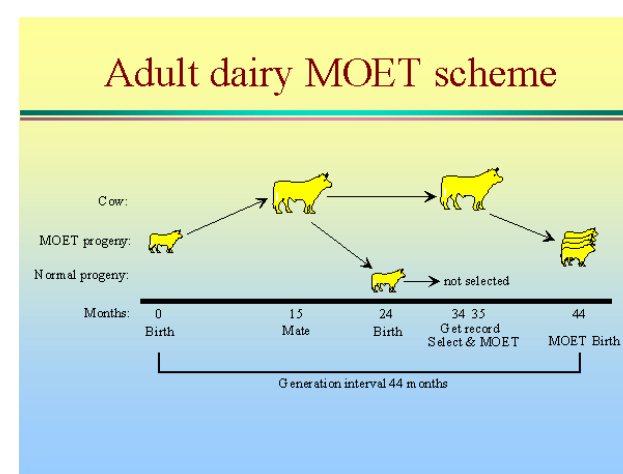 Adult dairy MOET scheme
Cow:
MOET progeny:
Normal progeny:
not selected
Months: 0 15 24 34 35 44
Birth Mate Birth Get record
Select & MOET MOET Birth
Generation interval 44 months